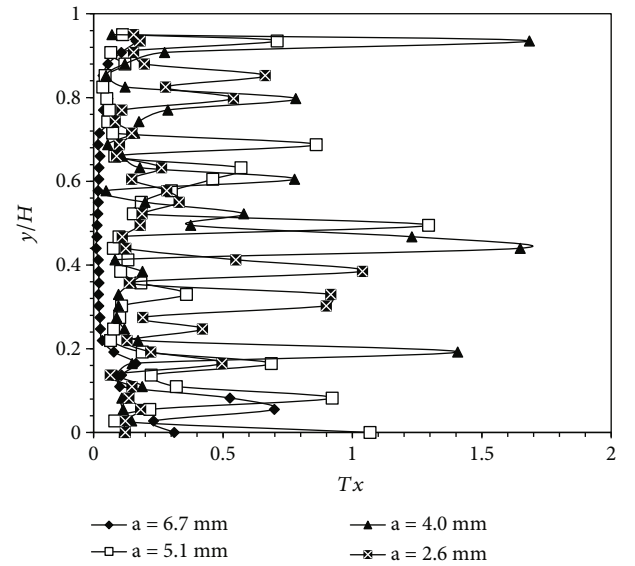 1
0.8
0.6
0.4
0.2
0
y/H
0 0.5 1 1.5 2
Tx
a = 6.7 mm
a = 5.1 mm
a = 4.0 mm
a = 2.6 mm